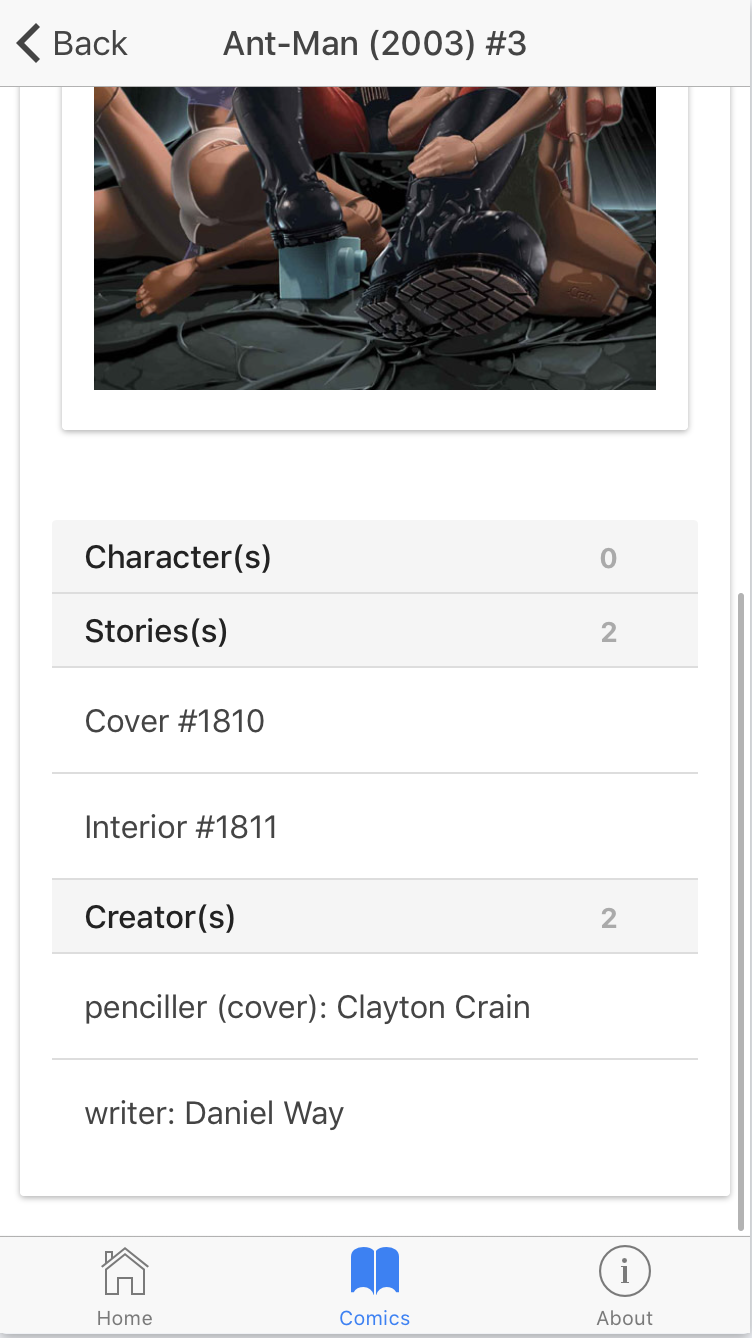 Back
Ant-Man (2003) #3
Character(s) 0
Stories(s) 2
Cover #1810
Interior #1811
Creator(s) 2
penciller (cover): Clayton Crain
writer: Daniel Way
Home
Comics
About